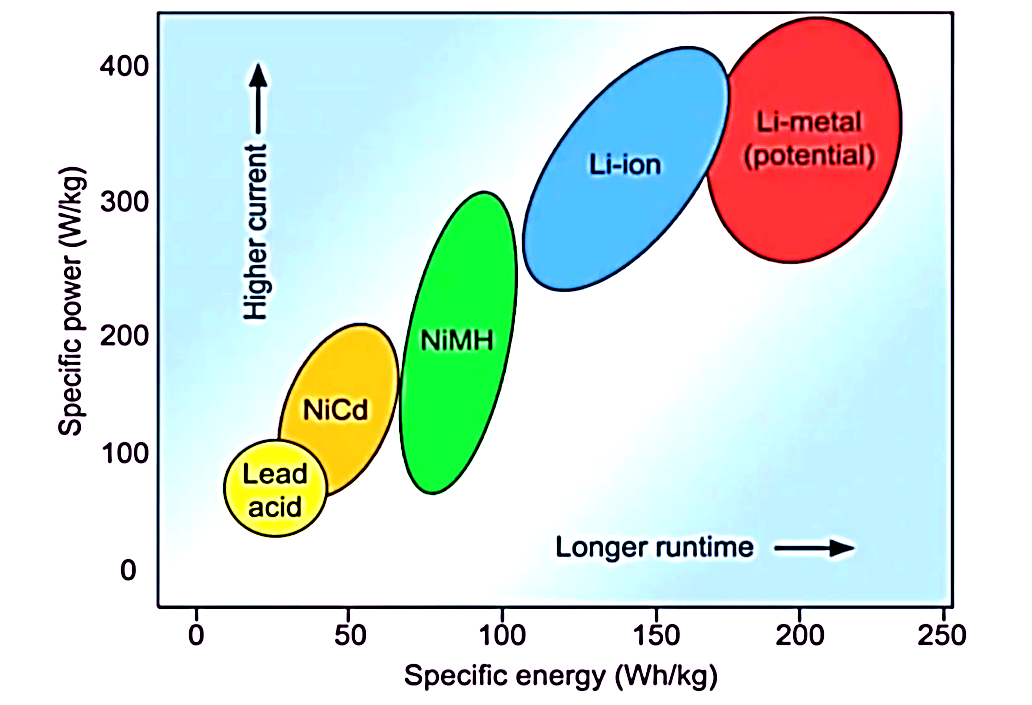 400
300
200
100
0
Specific power (W/kg)
Higher current
Li-metal
(potential)
Li-ion
NiMH
NiCd
Lead
acid
Longer runtime
0 50 100 150 200 250
Specific energy (Wh/kg)